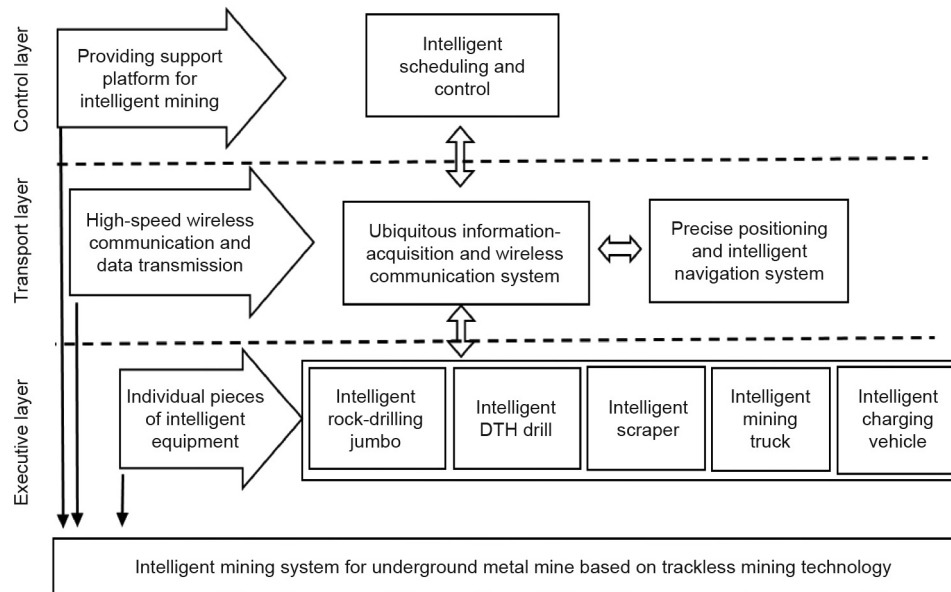 Control layer
Providing support
platform for
intelligent mining
Intelligent
scheduling and
control
Transport layer
High-speed wireless
communication and
data transmission
Ubiquitous information-
acquisition and wireless
communication system
Precise positioning
and intelligent
navigation system
Executive layer
Individual pieces
of intelligent
equipment
Intelligent
rock-drilling
jumbo
Intelligent
DTH drill
Intelligent
scraper
Intelligent
mining
truck
Intelligent
charging
vehicle
Intelligent mining system for underground metal mine based on trackless mining technology